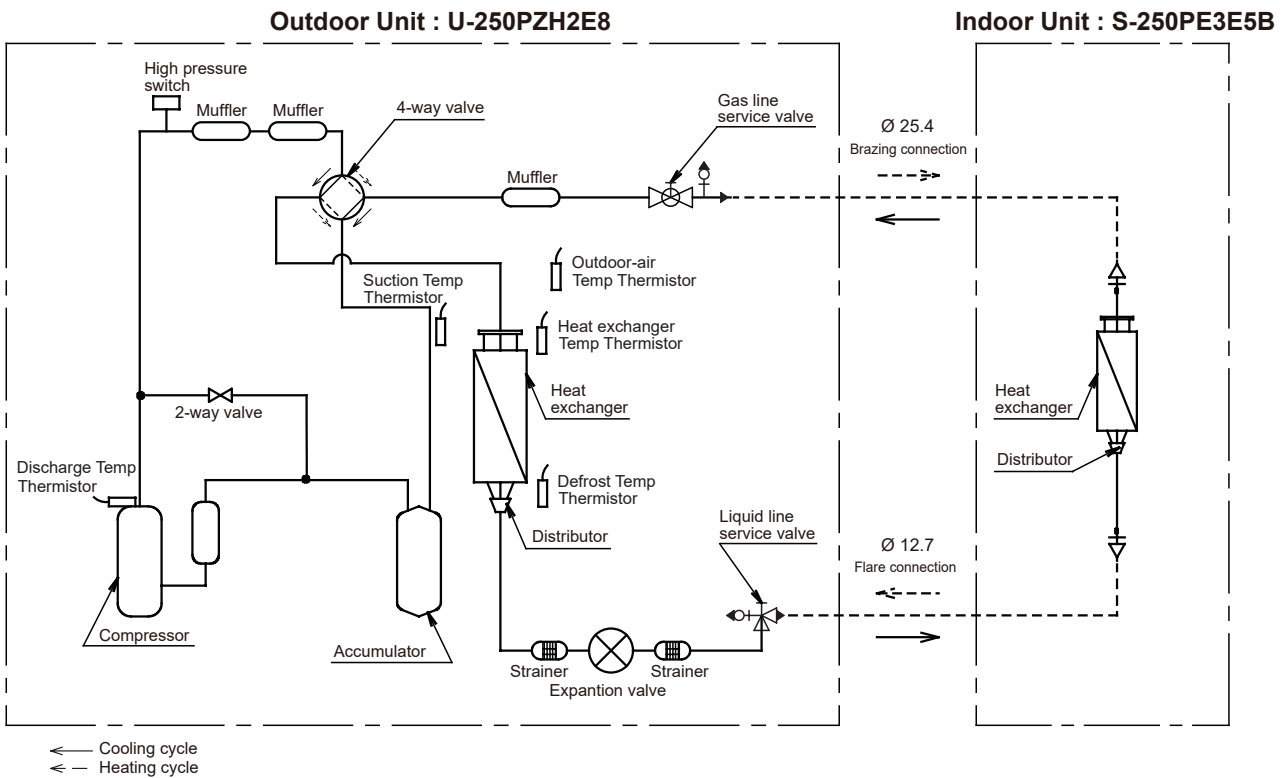 Outdoor Unit : U-250PZH2E8
Indoor Unit : S-250PE3E5B
High pressure
switch
Muffler
Muffler
4-way valve
Gas line
service valve
Ø 25.4
Brazing connection
Muffler
Suction Temp
Thermistor
Outdoor-air
Temp Thermistor
Heat exchanger
Temp Thermistor
Heat
exchanger
Heat
exchanger
2-way valve
Discharge Temp
Thermistor
Defrost Temp
Thermistor
Distributor
Distributor
Liquid line
service valve
Ø 12.7
Flare connection
Compressor
Accumulator
Strainer
Strainer
Expantion valve
Cooling cycle
Heating cycle